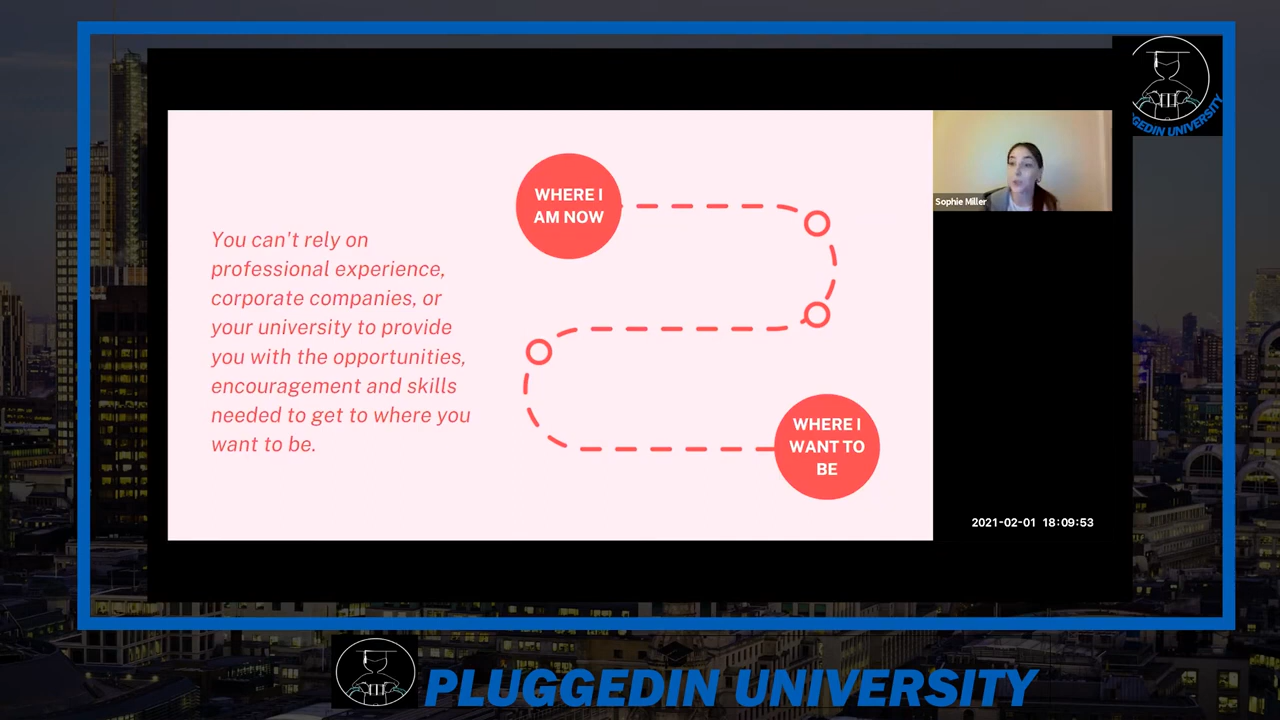 PLUGGEDIN UNIVERSITY
WHERE I
AM NOW
Sophie Miller
You can't rely on
professional experience,
corporate companies, or
your university to provide
you with the opportunities,
encouragement and skills
needed to get to where you
want to be.
WHERE I
WANT TO
BE
2021-02-01 18:09:53
PLUGGEDIN UNIVERSITY